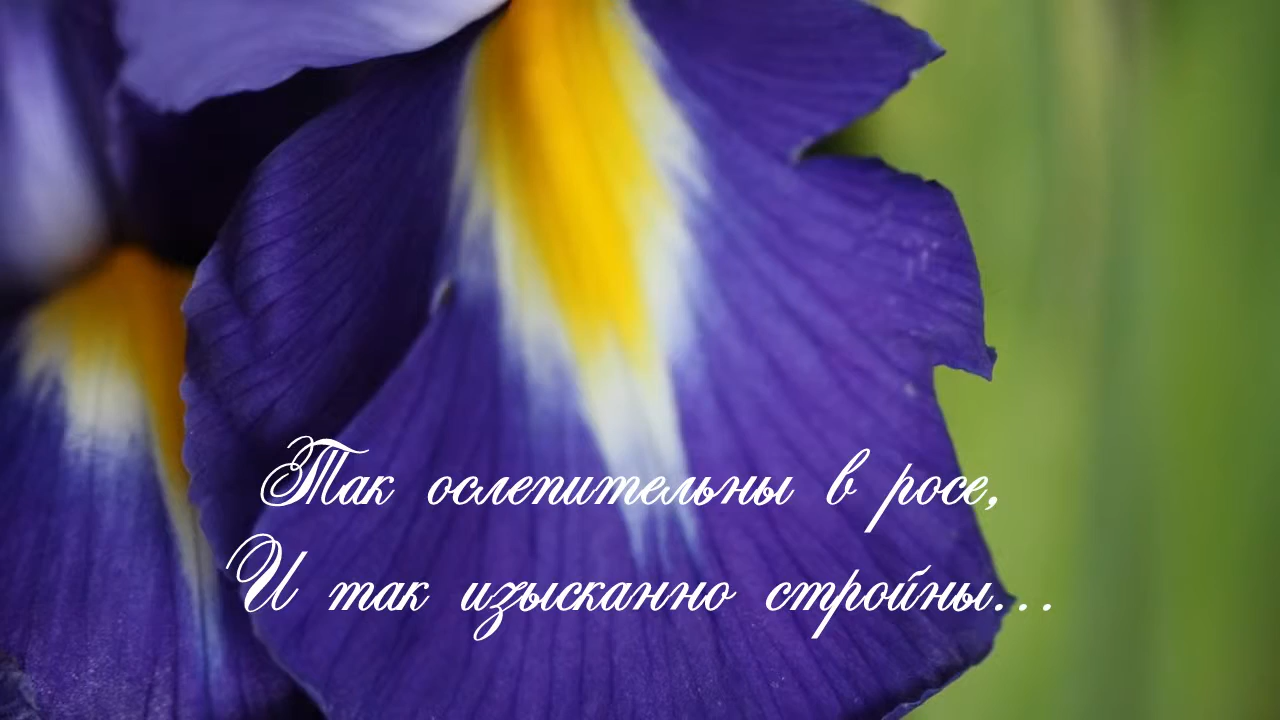 Так ослепительны в росе,
И так изысканно стройны...